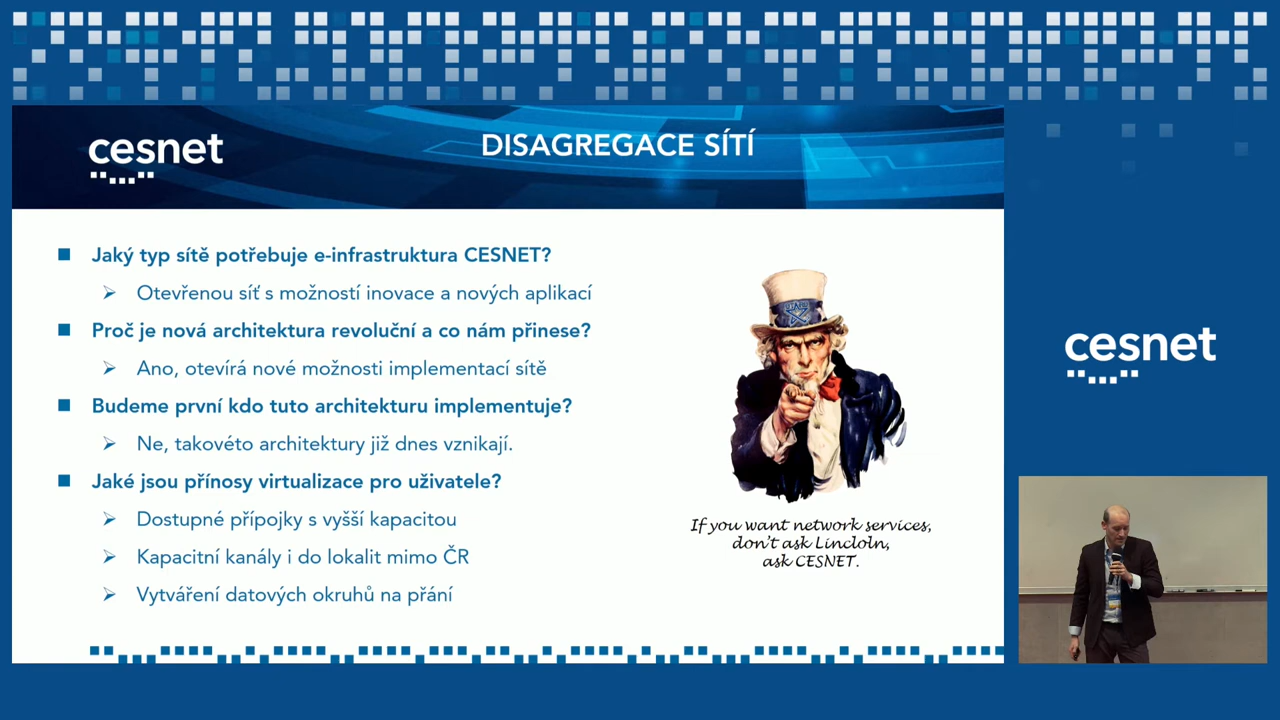 cesnet
DISAGREGACE SÍTÍ
Jaký typ sítě potřebuje e-infrastruktura CESNET?
Otevřenou síť s možností inovace a nových aplikací
Proč je nová architektura revoluční a co nám přinese?
Ano, otevírá nové možnosti implementací sítě
Budeme první kdo tuto architekturu implementuje?
Ne, takovéto architektury již dnes vznikají.
Jaké jsou přínosy virtualizace pro uživatele?
Dostupné přípojky s vyšší kapacitou
Kapacitní kanály i do lokalit mimo ČR
Vytváření datových okruhů na přání
If you want network services,
don't ask Lincloln,
ask CESNET.
cesnet